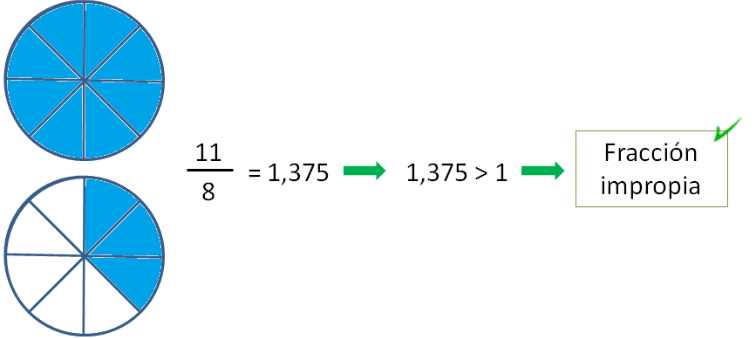 11
8
= 1,375
1,375 > 1
Fracción
impropia